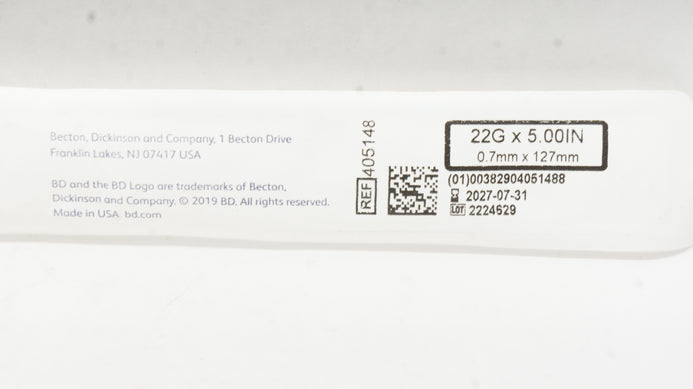 Becton, Dickinson and Company, 1 Becton Drive
Franklin Lakes, NJ 07417 USA
BD and the BD Logo are trademarks of Becton,
Dickinson and Company. © 2019 BD. All rights reserved.
Made in USA bd.com
REF 405148
22G x 5.00IN
0.7mm x 127mm
(01)00382904051488
2027-07-31
LOT 2224629